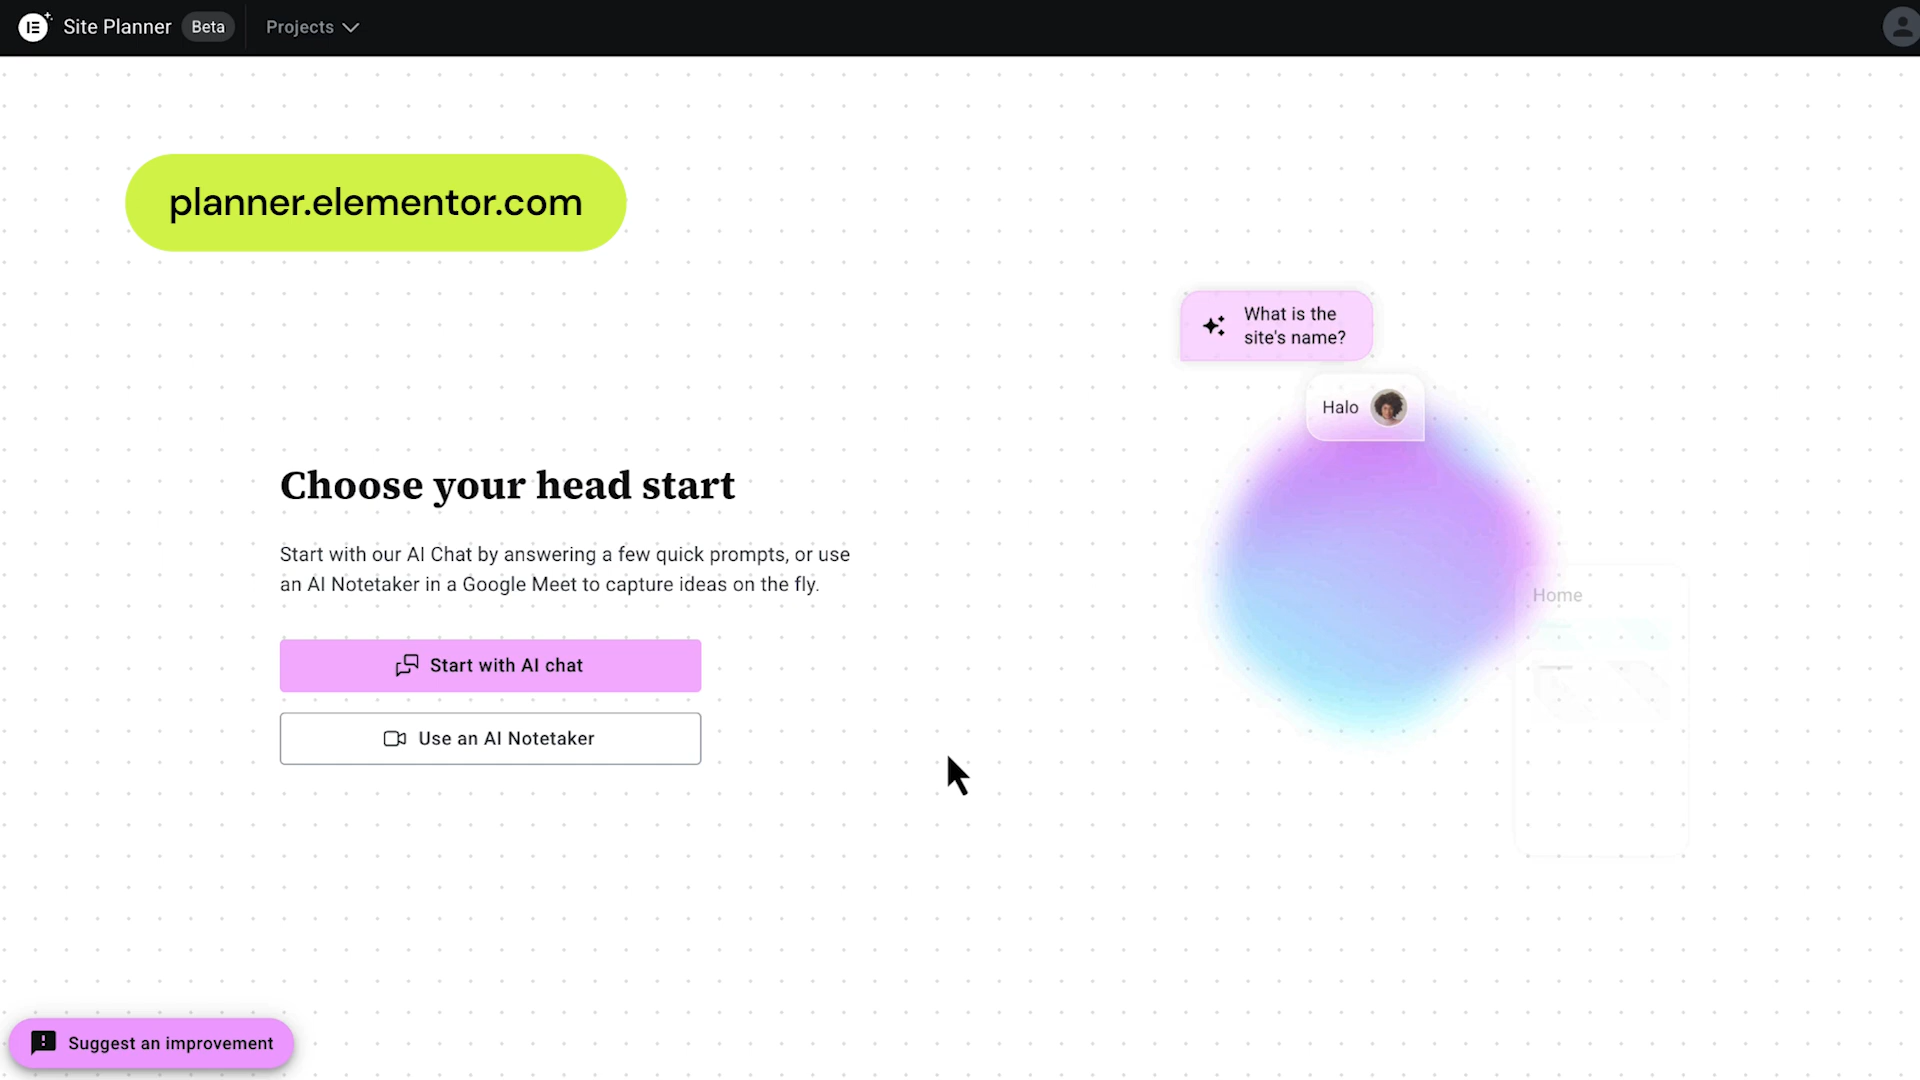 Site Planner Beta Projects
planner.elementor.com
What is the
site's name?
Halo
Choose your head start
Start with our AI Chat by answering a few quick prompts, or use
an AI Notetaker in a Google Meet to capture ideas on the fly.
Home
Start with AI chat
Use an AI Notetaker
Suggest an improvement